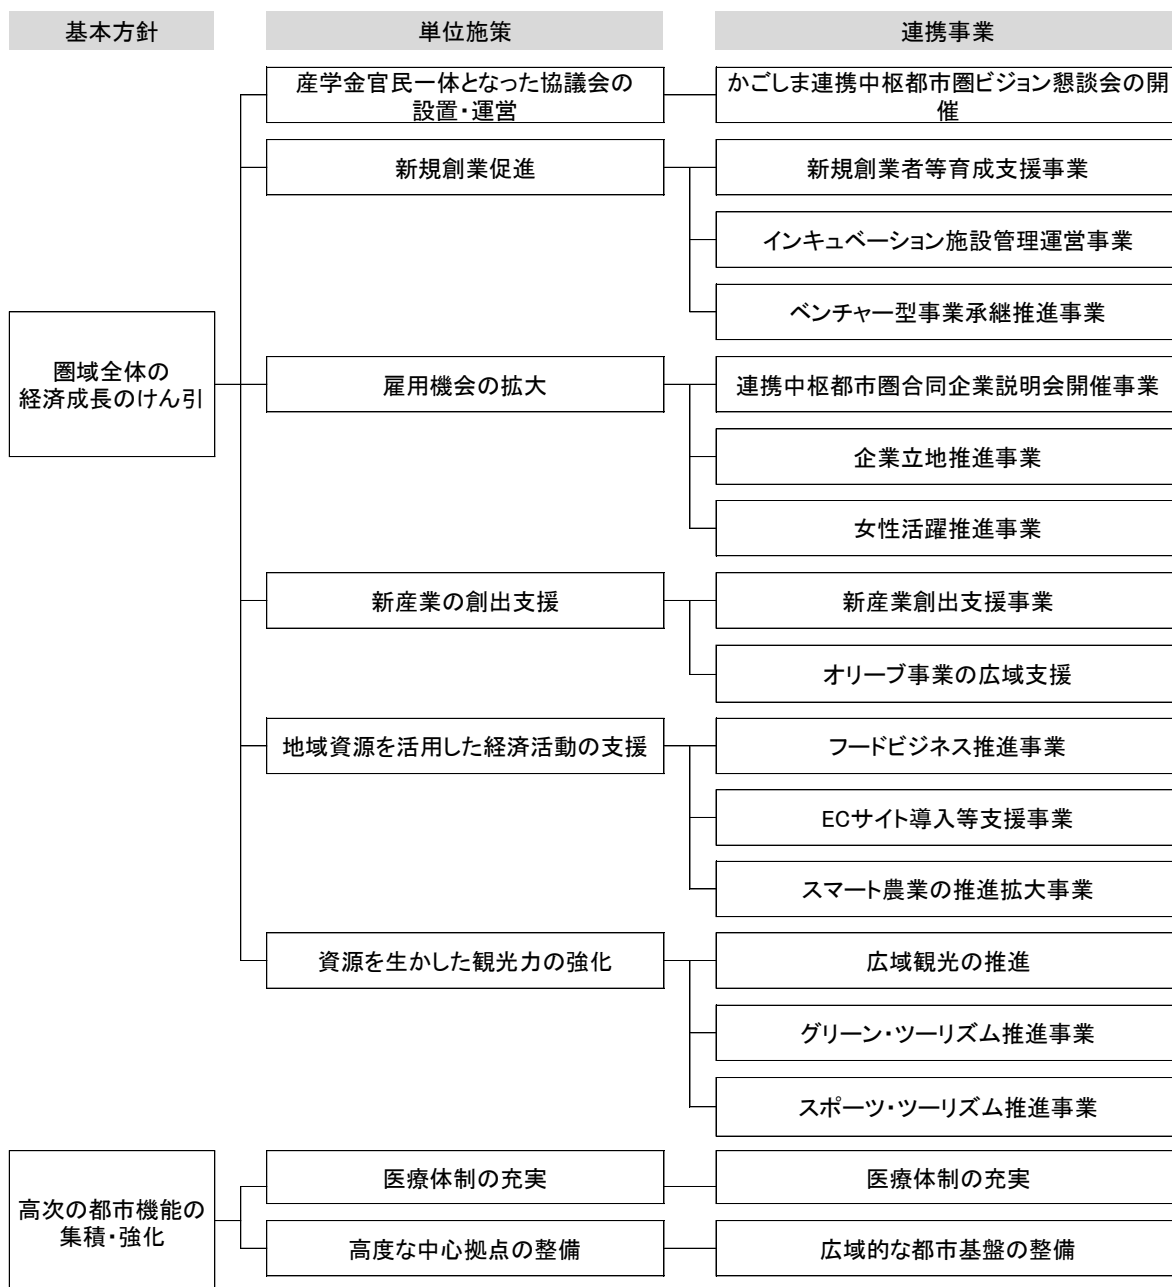 基本方針
単位施策
連携事業
産学金官民一体となった協議会の
設置・運営
かごしま連携中枢都市圏ビジョン懇談会の開
催
新規創業促進
新規創業者等育成支援事業
インキュベーション施設管理運営事業
ベンチャー型事業承継推進事業
圏域全体の
経済成長のけん引
雇用機会の拡大
連携中枢都市圏合同企業説明会開催事業
企業立地推進事業
女性活躍推進事業
新産業の創出支援
新産業創出支援事業
オリーブ事業の広域支援
地域資源を活用した経済活動の支援
フードビジネス推進事業
ECサイト導入等支援事業
スマート農業の推進拡大事業
資源を生かした観光力の強化
広域観光の推進
グリーン・ツーリズム推進事業
スポーツ・ツーリズム推進事業
高次の都市機能の
集積・強化
医療体制の充実
医療体制の充実
高度な中心拠点の整備
広域的な都市基盤の整備